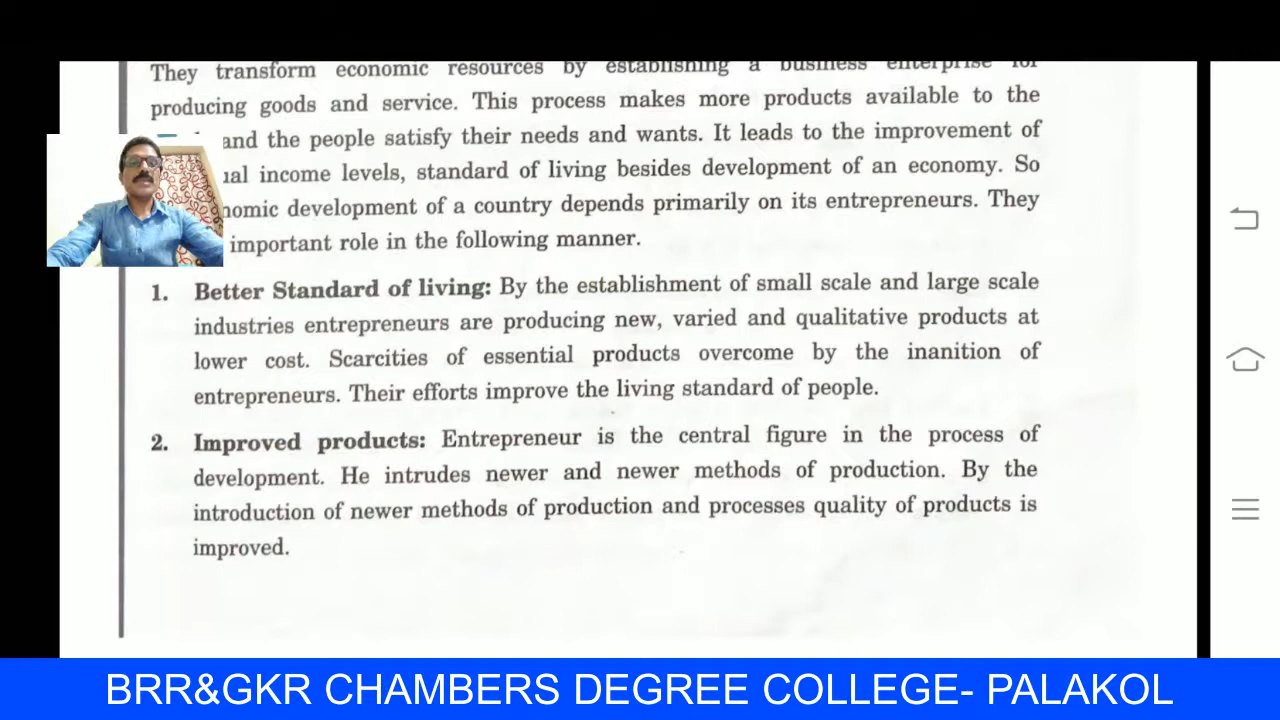 They transform economic resources by establishing a business enterprise for
producing goods and service. This process makes more products available to the
and the people satisfy their needs and wants. It leads to the improvement of
income levels, standard of living besides development of an economy. So
development of a country depends primarily on its entrepreneurs. They
important role in the following manner.
1. Better Standard of living: By the establishment of small scale and large scale
industries entrepreneurs are producing new, varied and qualitative products at
lower cost. Scarcities of essential products overcome by the inanition of
entrepreneurs. Their efforts improve the living standard of people.
2. Improved products: Entrepreneur is the central figure in the process of
development. He intrudes newer and newer methods of production. By the
introduction of newer methods of production and processes quality of products is
improved.
BRR&GKR CHAMBERS DEGREE COLLEGE- PALAKOL